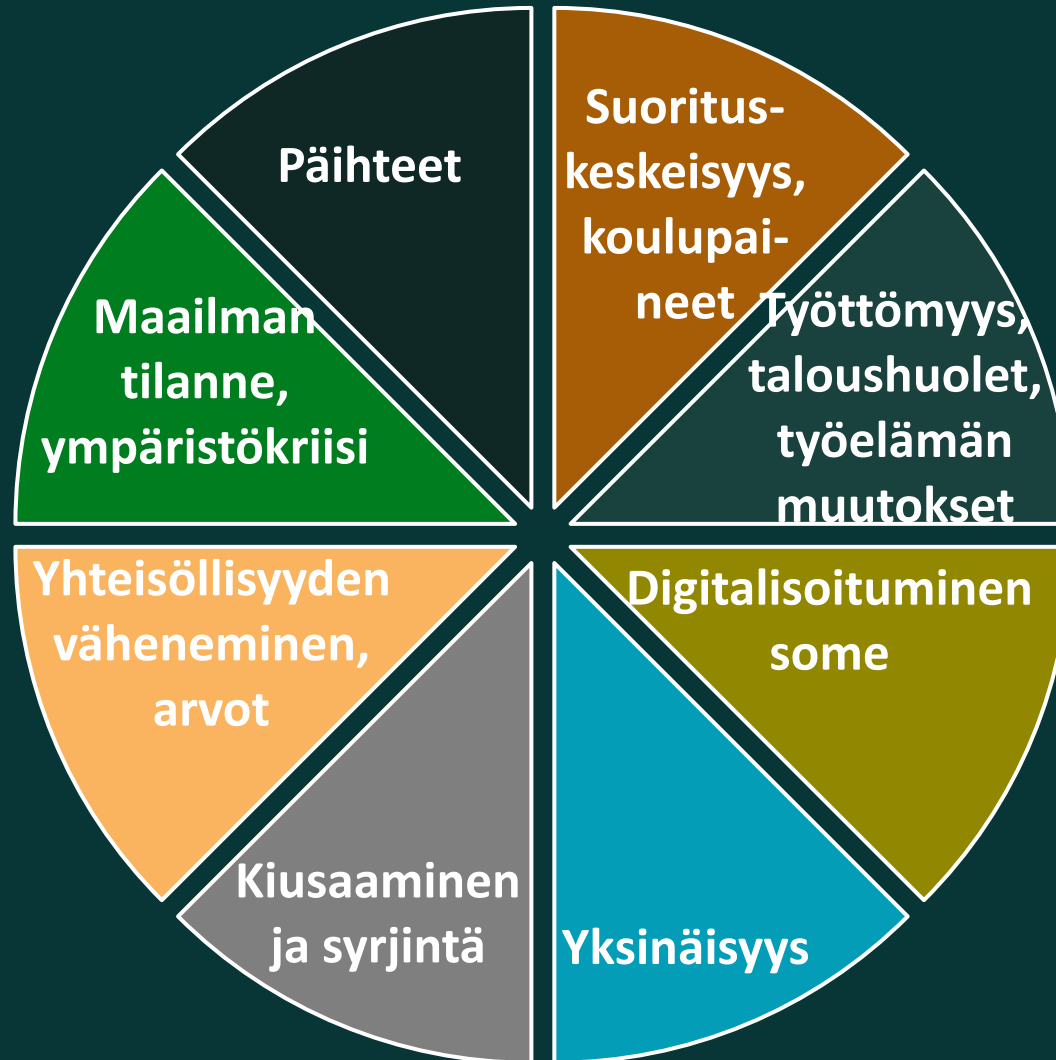 Päihteet
Suoritus-
keskeisyys,
koulupai-
neet
Työttömyys,
taloushuolet,
työelämän
muutokset
Digitalisoituminen
some
Yksinäisyys
Kiusaaminen
ja syrjintä
Yhteisöllisyyden
väheneminen,
arvot
Maailman
tilanne,
ympäristökriisi